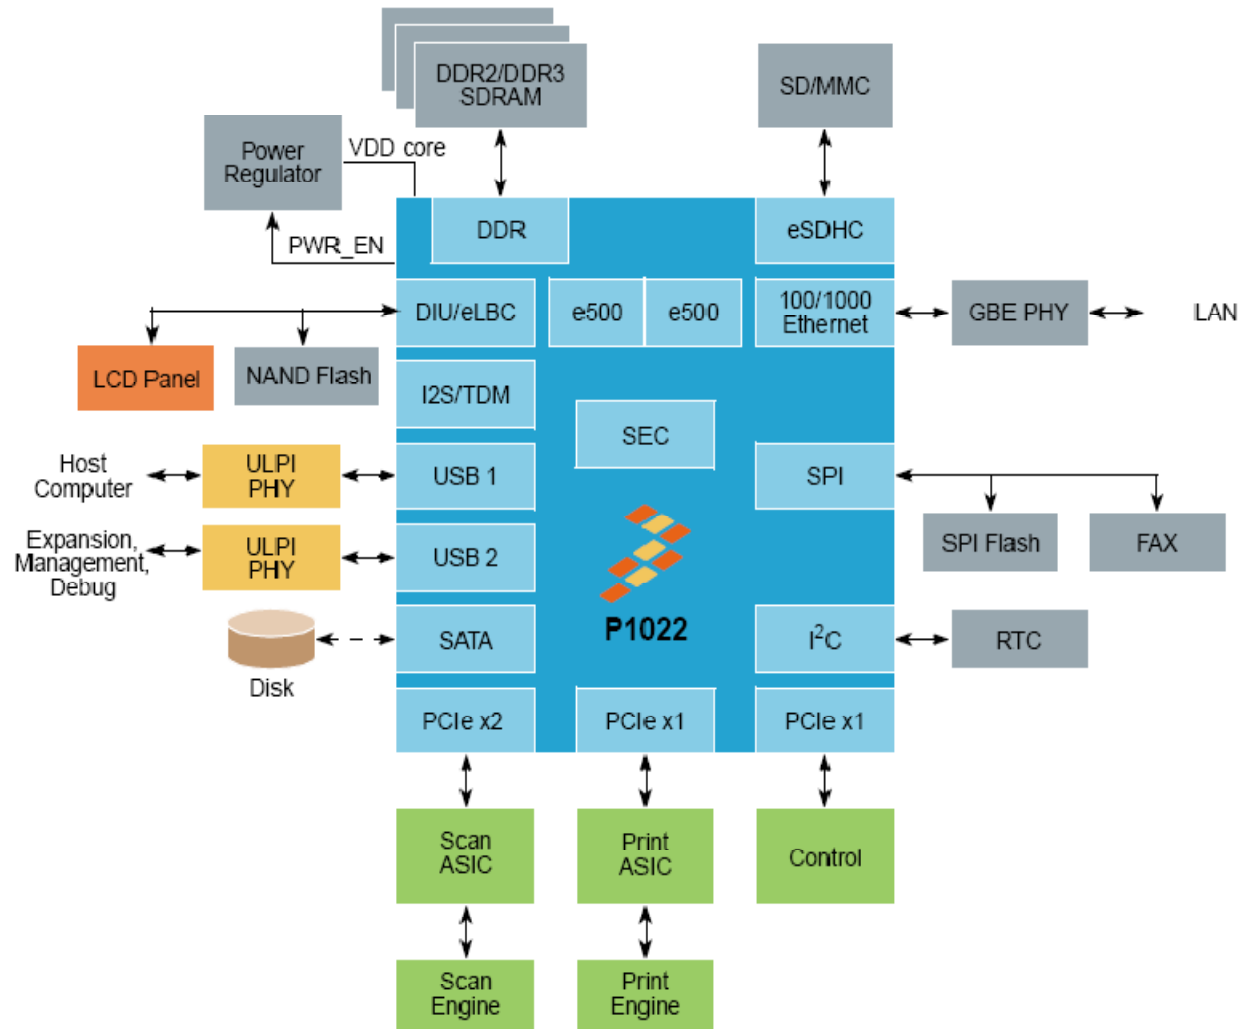 DDR2/DDR3
SDRAM
SD/MMC
Power
Regulator
VDD core
PWR_EN
DDR
eSDHC
DIU/eLBC
e500
e500
100/1000
Ethernet
GBE PHY
LAN
LCD Panel
NAND Flash
I2S/TDM
SEC
Host
Computer
ULPI
PHY
USB 1
SPI
SPI Flash
FAX
Expansion,
Management,
Debug
ULPI
PHY
USB 2
P1022
Disk
SATA
I²C
RTC
PCIe x2
PCIe x1
PCIe x1
Scan
ASIC
Print
ASIC
Control
Scan
Engine
Print
Engine